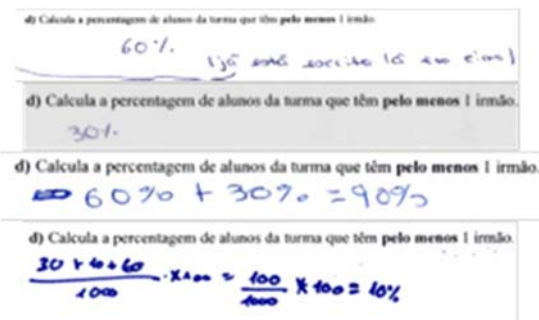 d) Calcula a percentagem de alunos da turma que têm pelo menos 1 irmão.
60%.
(já está escrito lá em cima)
d) Calcula a percentagem de alunos da turma que têm pelo menos 1 irmão.
30%.
d) Calcula a percentagem de alunos da turma que têm pelo menos 1 irmão.
60% + 30% = 90%
d) Calcula a percentagem de alunos da turma que têm pelo menos 1 irmão.
30 + 10 + 60
1000
. x100 =
100
1000
x 100 = 10%